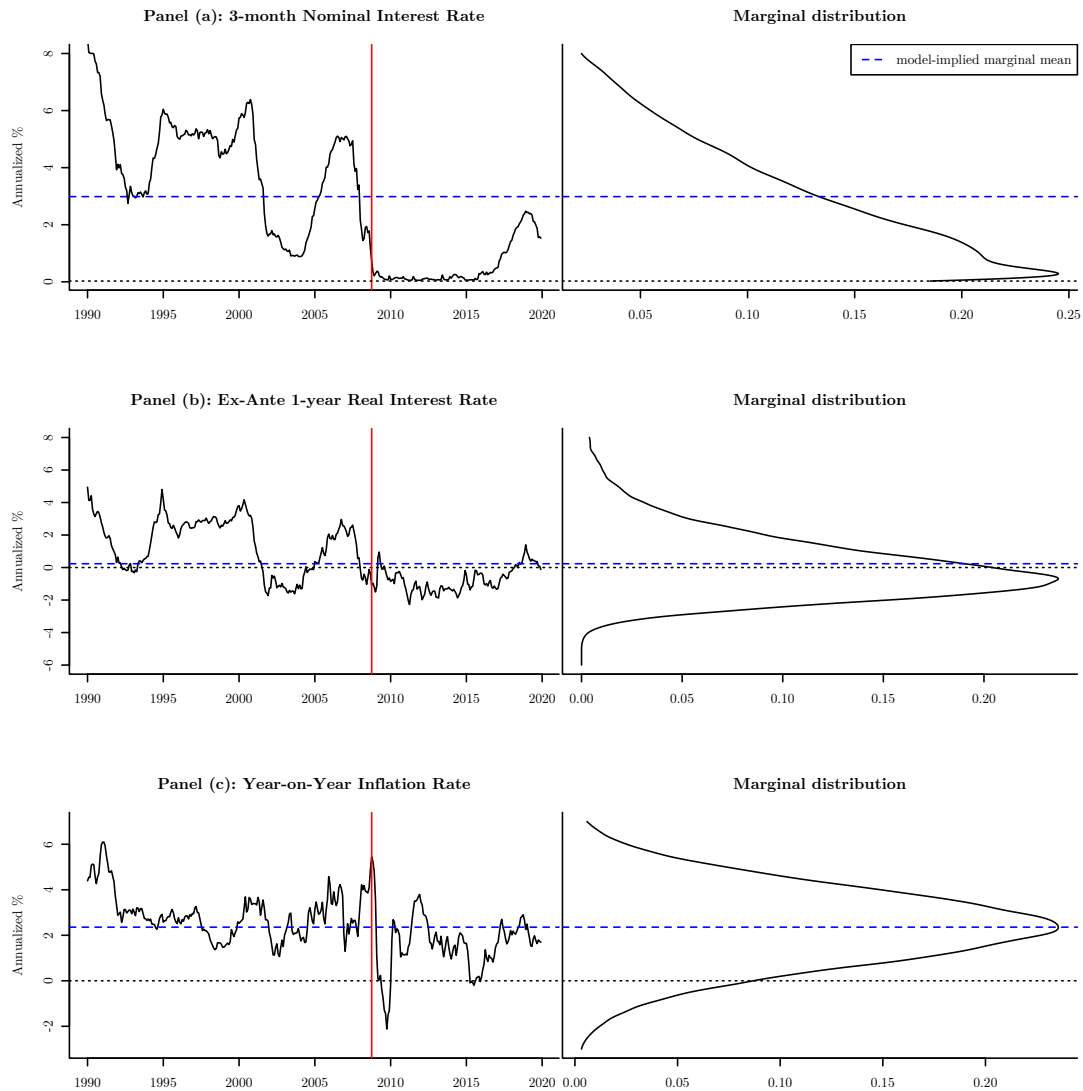 Panel (a): 3-month Nominal Interest Rate
Marginal distribution
Annualized %
8
6
4
2
0
1990 1995 2000 2005 2010 2015 2020
model-implied marginal mean
0.05 0.10 0.15 0.20 0.25
Panel (b): Ex-Ante 1-year Real Interest Rate
Marginal distribution
Annualized %
8
6
4
2
0
-2
-4
-6
1990 1995 2000 2005 2010 2015 2020
0.00 0.05 0.10 0.15 0.20
Panel (c): Year-on-Year Inflation Rate
Marginal distribution
Annualized %
6
4
2
0
-2
1990 1995 2000 2005 2010 2015 2020
0.00 0.05 0.10 0.15 0.20